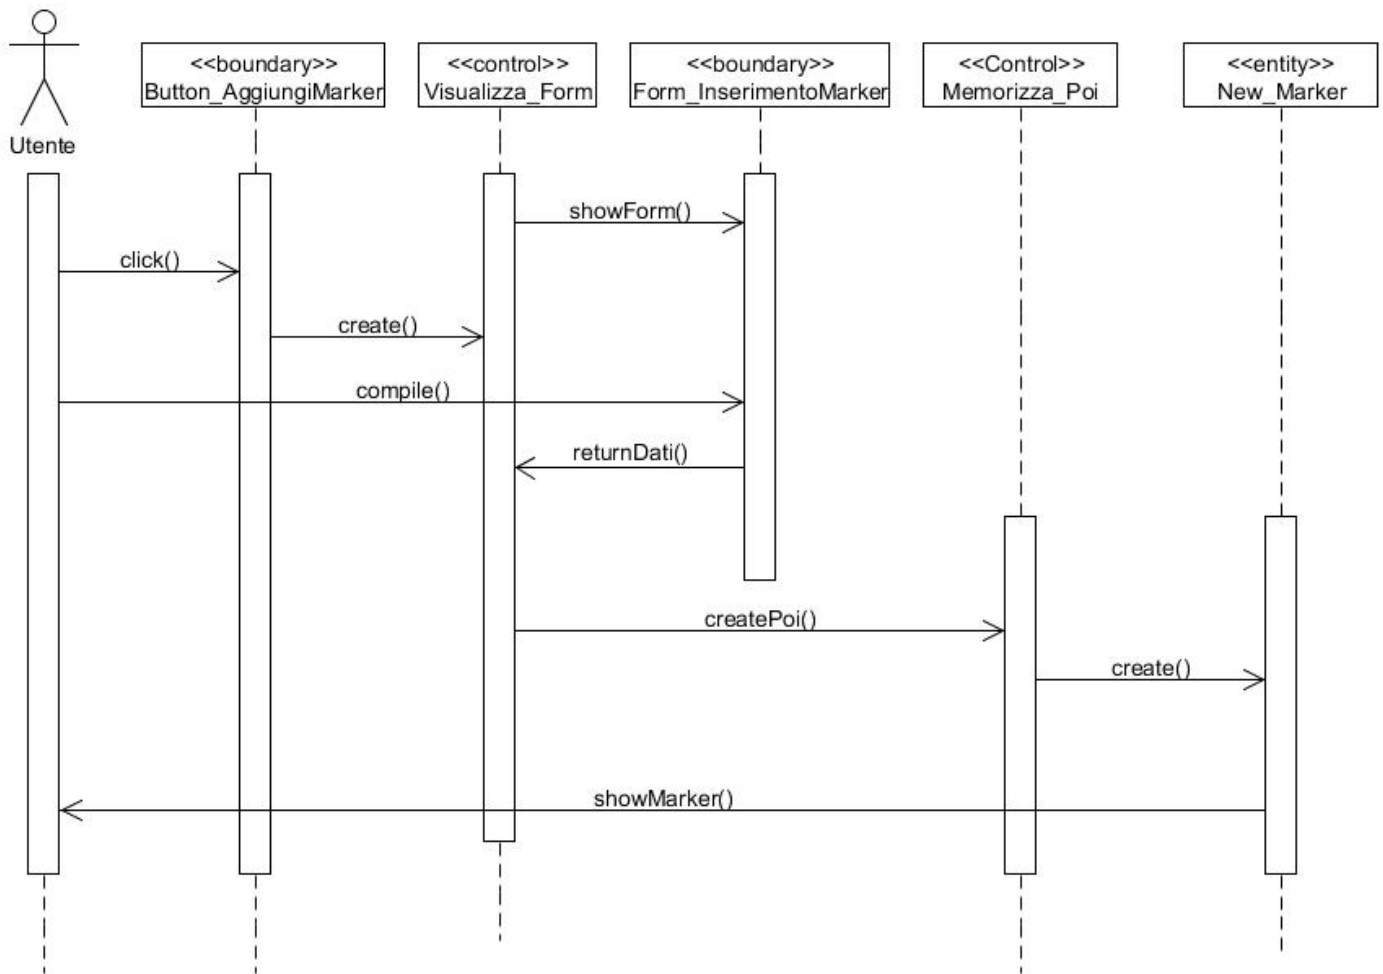 Utente
<<boundary>>
Button_AggiungiMarker
<<control>>
Visualizza_Form
<<boundary>>
Form_InserimentoMarker
<<Control>>
Memorizza_Poi
<<entity>>
New_Marker
showForm()
click()
create()
compile()
returnDati()
createPoi()
create()
showMarker()